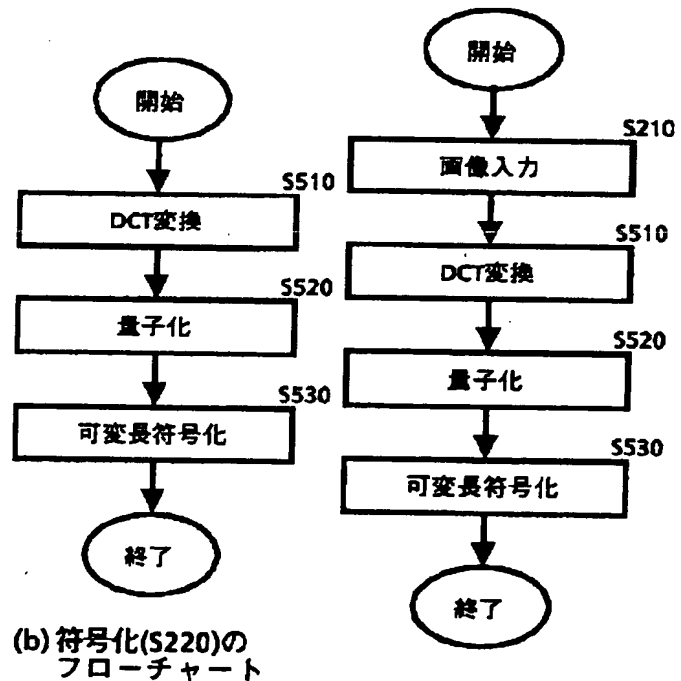 開始
S510
DCT変換
S520
量子化
S530
可変長符号化
終了
(b) 符号化(S220)の
フローチャート
開始
S210
画像入力
S510
DCT変換
S520
量子化
S530
可変長符号化
終了